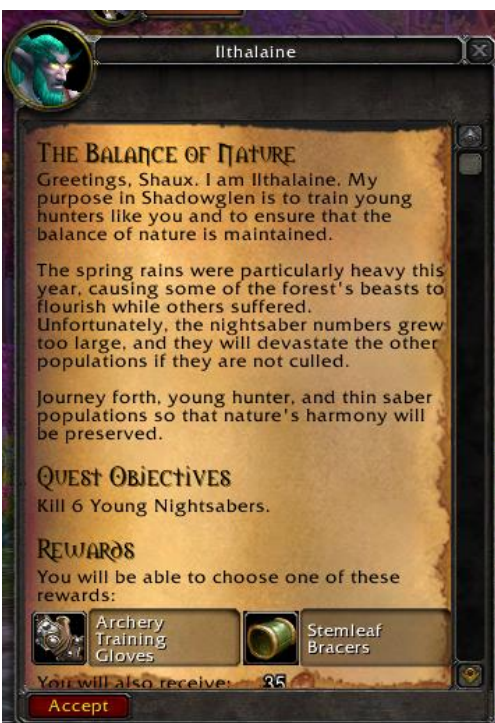 Ilthalaine
The Balance of Nature
Greetings, Shaux. I am Ilthalaine. My
purpose in Shadowglen is to train young
hunters like you and to ensure that the
balance of nature is maintained.
The spring rains were particularly heavy this
year, causing some of the forest's beasts to
flourish while others suffered.
Unfortunately, the nightsaber numbers grew
too large, and they will devastate the other
populations if they are not culled.
Journey forth, young hunter, and thin saber
populations so that nature's harmony will
be preserved.
Quest Objectives
Kill 6 Young Nightsabers.
Rewards
You will be able to choose one of these
rewards:
Archery
Training
Gloves
Stemleaf
Bracers
You will also receive: 35
Accept